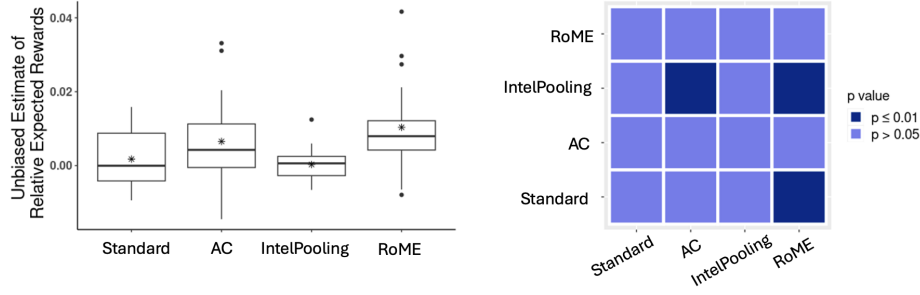 Unbiased Estimate of
Relative Expected Rewards
0.04
0.02
0.00
Standard AC IntelPooling RoME
RoME
IntelPooling
AC
Standard
Standard AC IntelPooling RoME
p value
p ≤ 0.01
p > 0.05